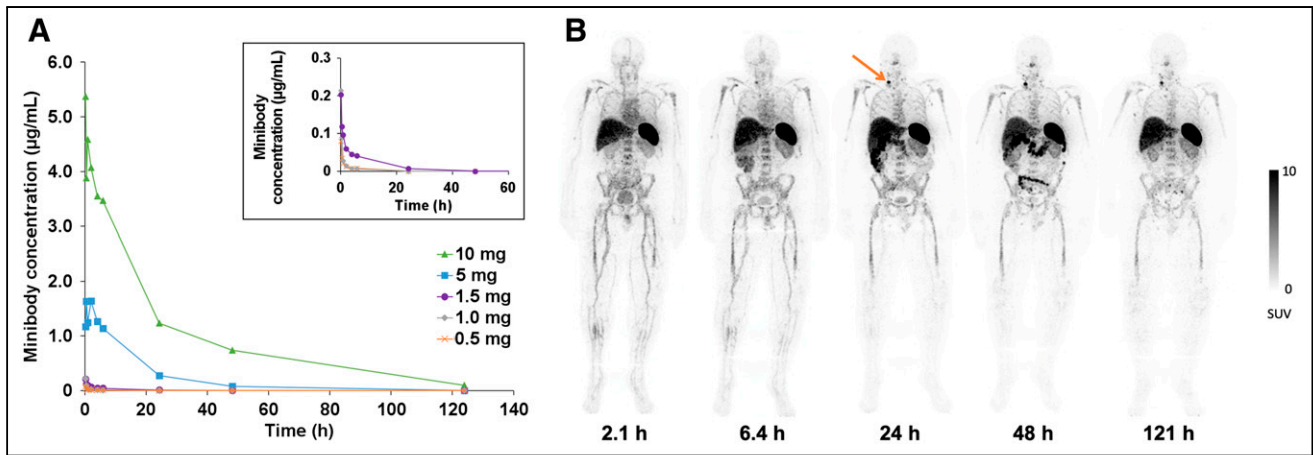 A
Minibody concentration (µg/mL)
6.0
5.0
4.0
3.0
2.0
1.0
0
0
20
40
60
80
100
120
140
Time (h)
Minibody
concentration (µg/mL)
0.3
0.2
0.1
0
0
20
40
60
Time (h)
10 mg
5 mg
1.5 mg
1.0 mg
0.5 mg
B
2.1 h
6.4 h
24 h
48 h
121 h
10
0
SUV